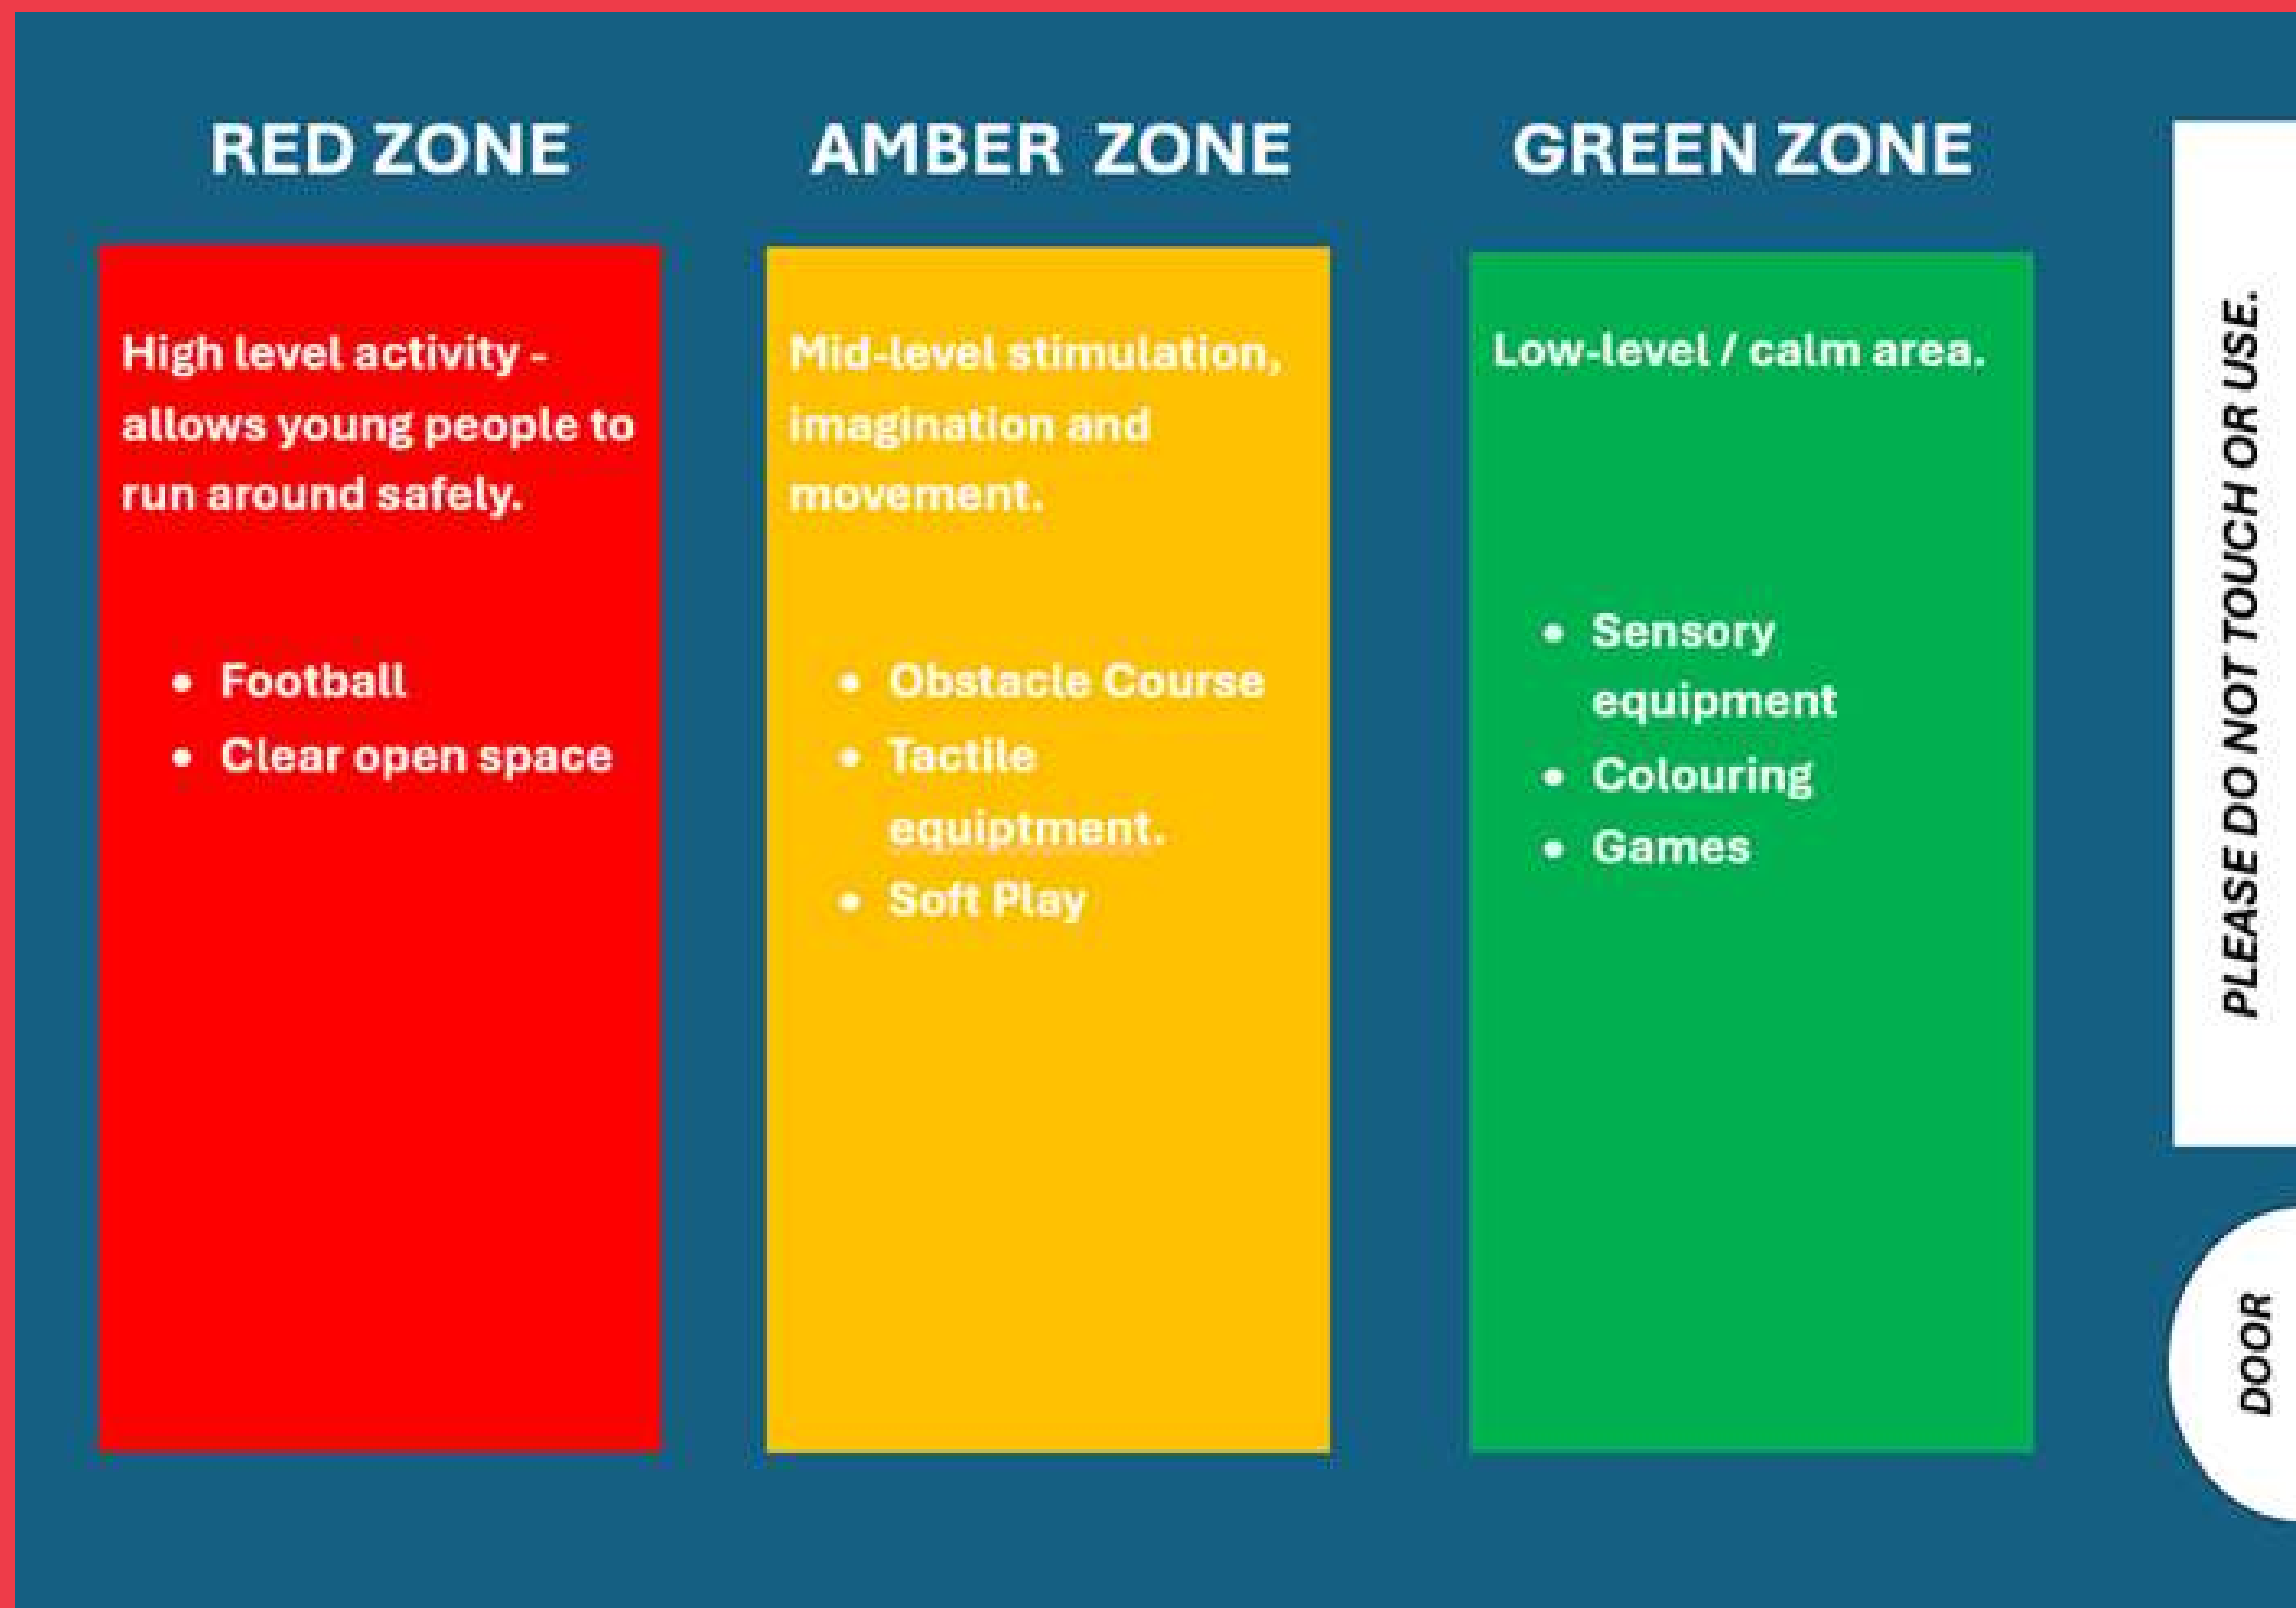 RED ZONE
High level activity -
allows young people to
run around safely.
• Football
• Clear open space
AMBER ZONE
Mid-level stimulation,
imagination and
movement.
• Obstacle Course
• Tactile
equiptment.
• Soft Play
GREEN ZONE
Low-level / calm area.
• Sensory
equipment
• Colouring
• Games
PLEASE DO NOT TOUCH OR USE.
DOOR